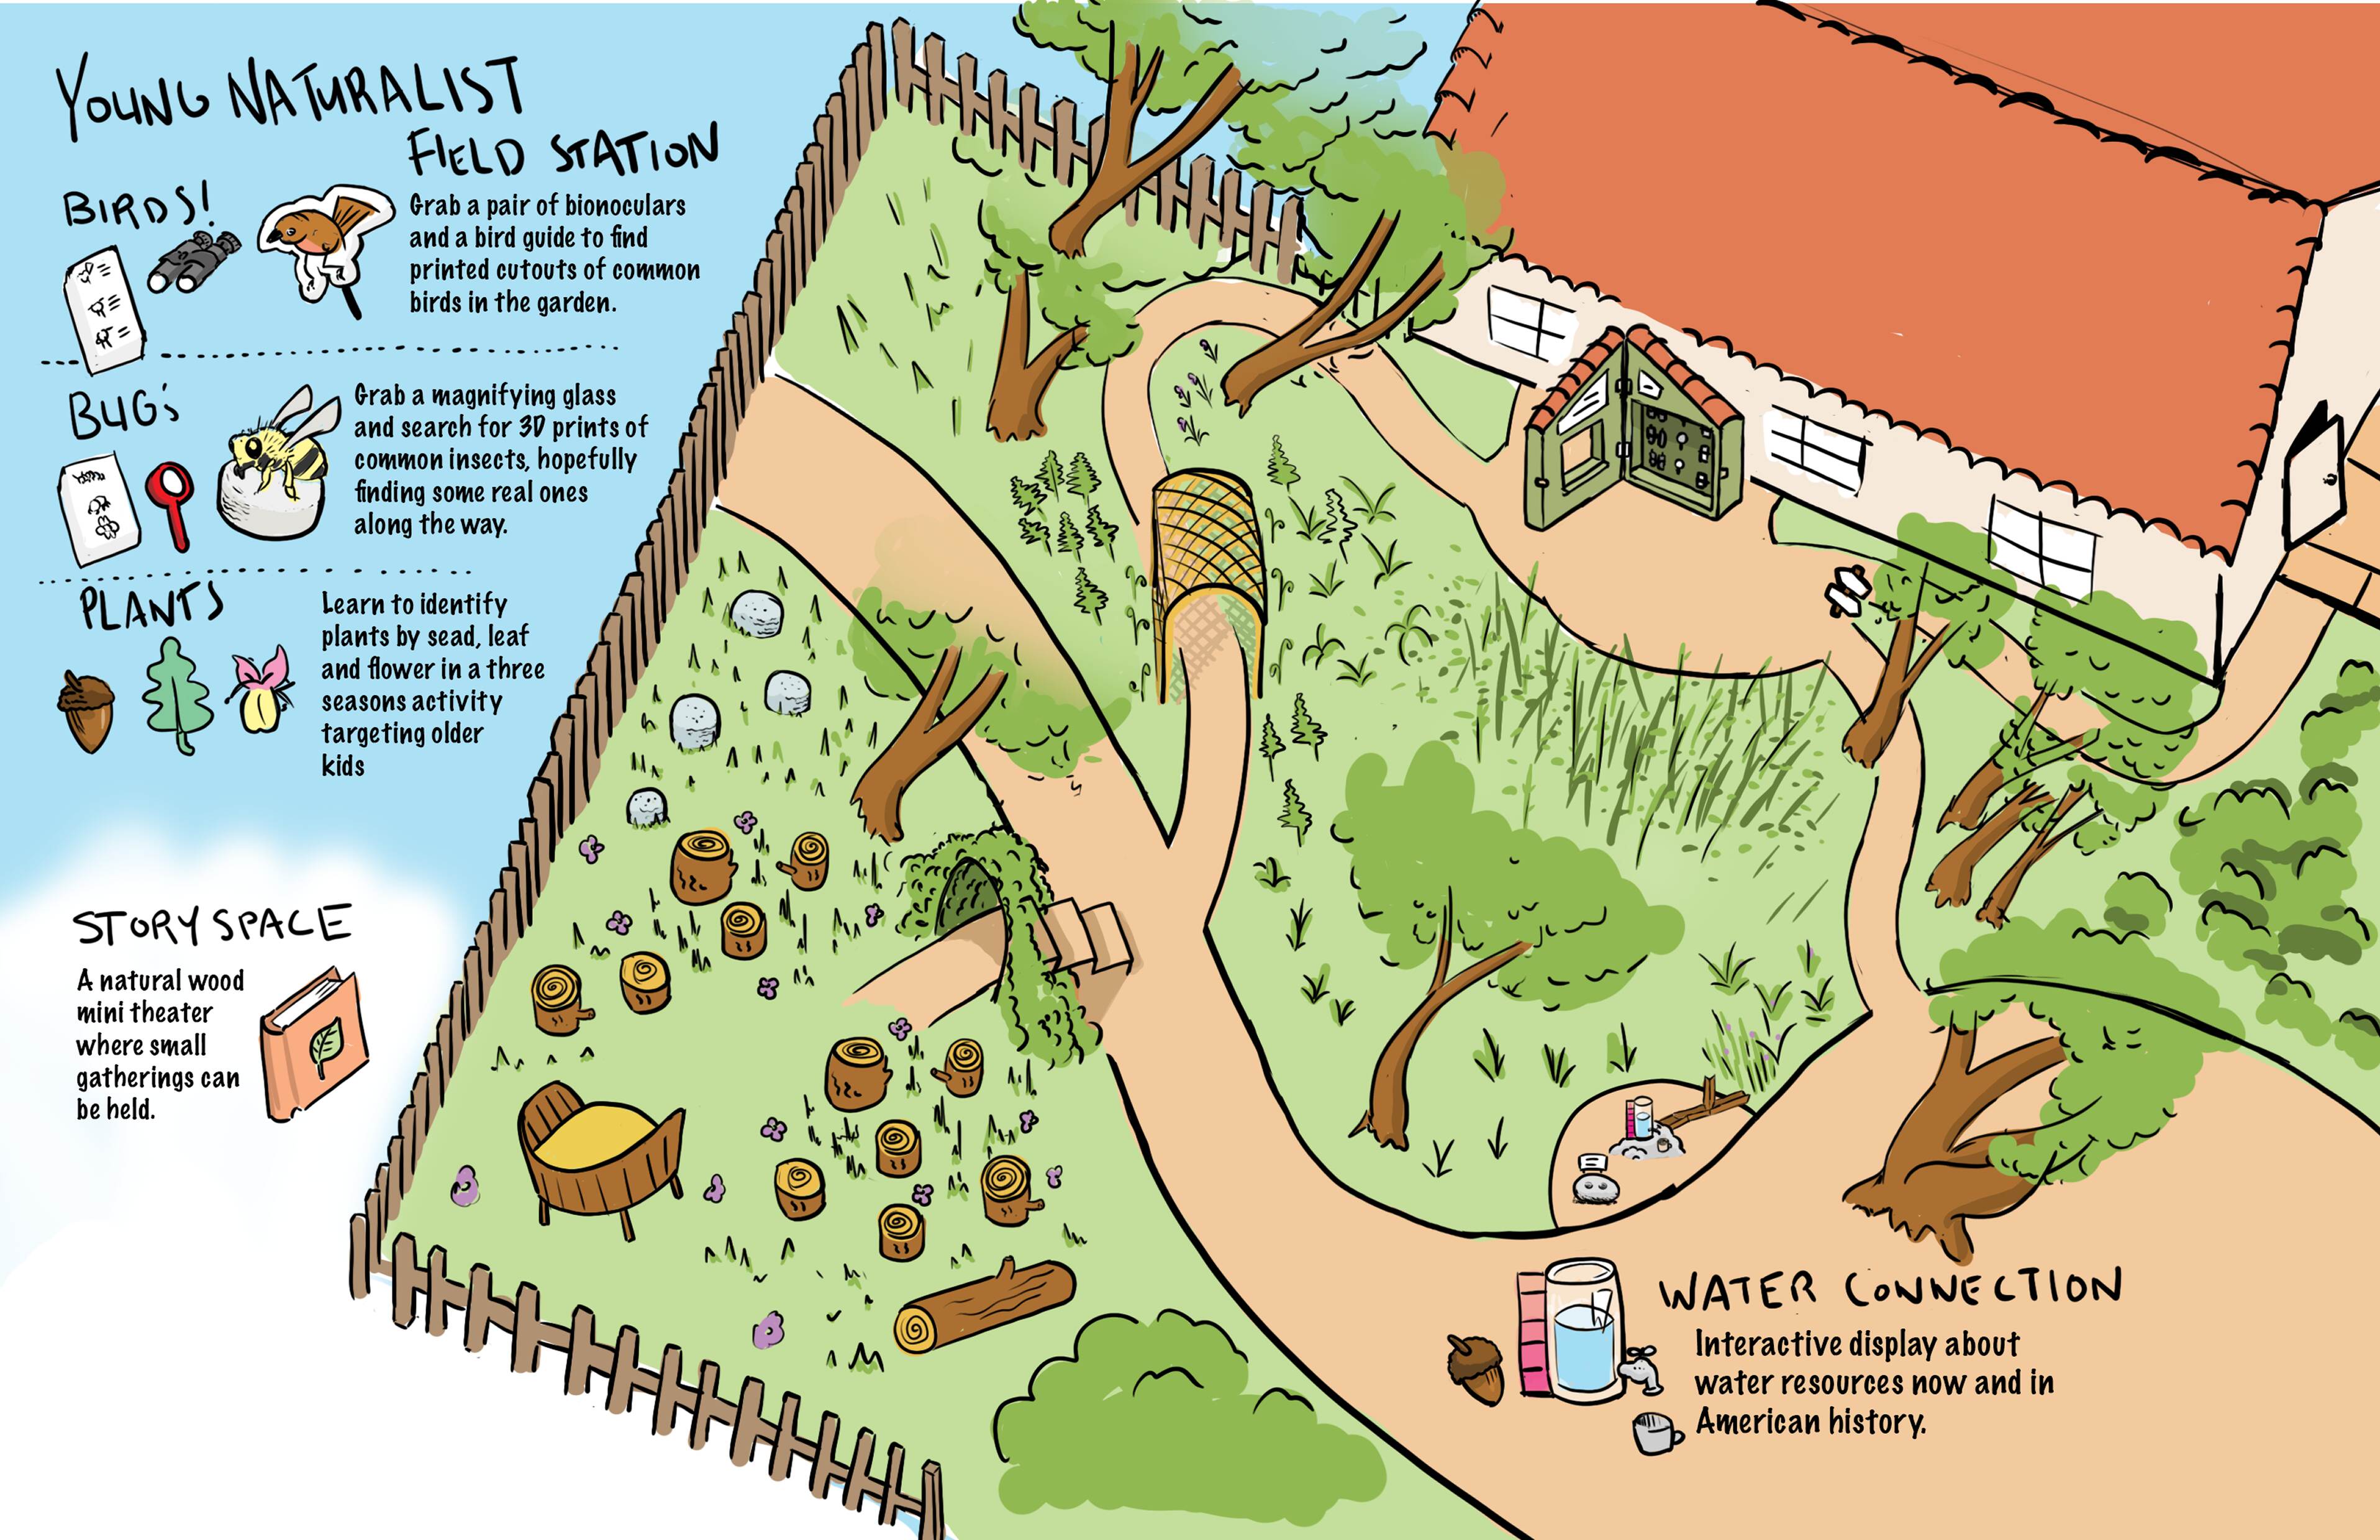 YOUNG NATURALIST
FIELD STATION
BIRDS!
Grab a pair of bionoculars
and a bird guide to find
printed cutouts of common
birds in the garden.
BUGS
Grab a magnifying glass
and search for 3D prints of
common insects, hopefully
finding some real ones
along the way.
PLANTS
Learn to identify
plants by sead, leaf
and flower in a three
seasons activity
targeting older
kids
STORY SPACE
A natural wood
mini theater
where small
gatherings can
be held.
WATER CONNECTION
Interactive display about
water resources now and in
American history.